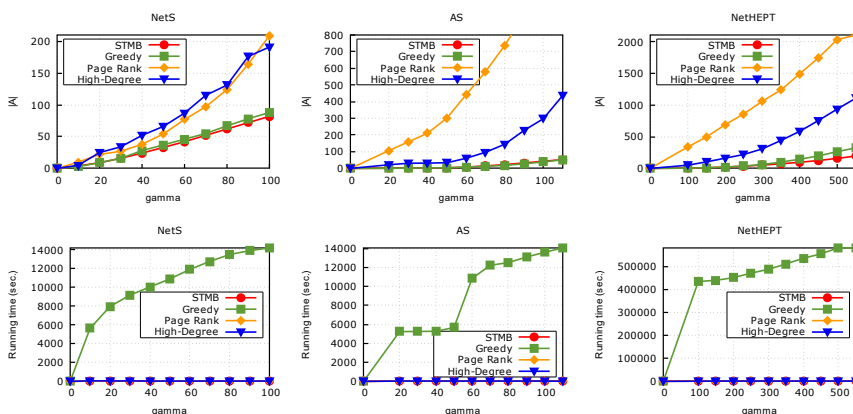 NetS
200
150
100
50
0
|A|
STMB
Greedy
Page Rank
High-Degree
0 20 40 60 80 100
gamma
AS
800
700
600
500
400
300
200
100
0
|A|
STMB
Greedy
Page Rank
High-Degree
0 20 40 60 80 100
gamma
NetHEPT
2100
1500
1000
500
0
|A|
STMB
Greedy
Page Rank
High-Degree
0 100 200 300 400 500
gamma
NetS
14000
12000
10000
8000
6000
4000
2000
0
Running time (sec.)
STMB
Greedy
Page Rank
High-Degree
0 20 40 60 80 100
gamma
AS
14000
12000
10000
8000
6000
4000
2000
0
Running time (sec.)
STMB
Greedy
Page Rank
High-Degree
0 20 40 60 80 100
gamma
NetHEPT
500000
400000
300000
200000
100000
0
Running time (sec.)
STMB
Greedy
Page Rank
High-Degree
0 100 200 300 400 500
gamma